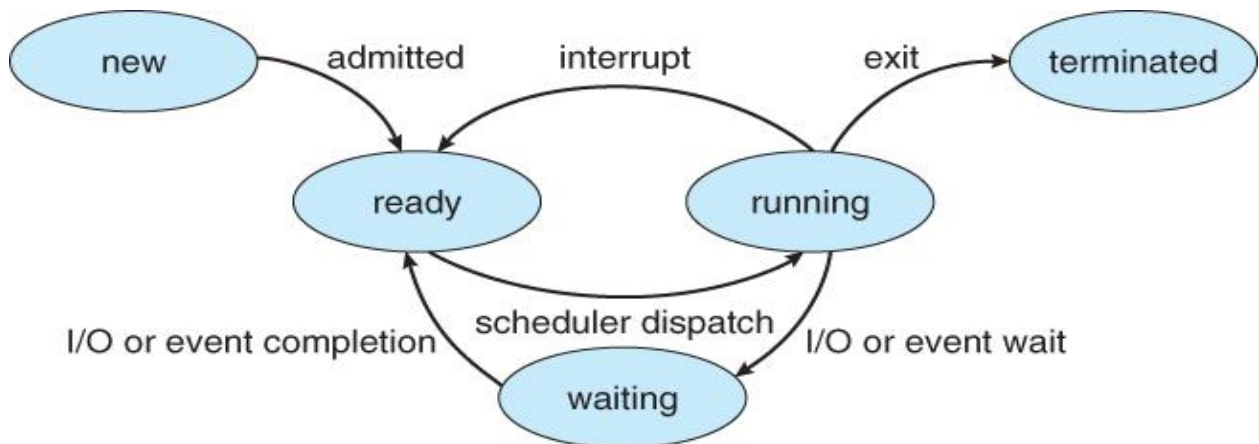 new
admitted
interrupt
exit
terminated
ready
running
I/O or event completion
scheduler dispatch
I/O or event wait
waiting